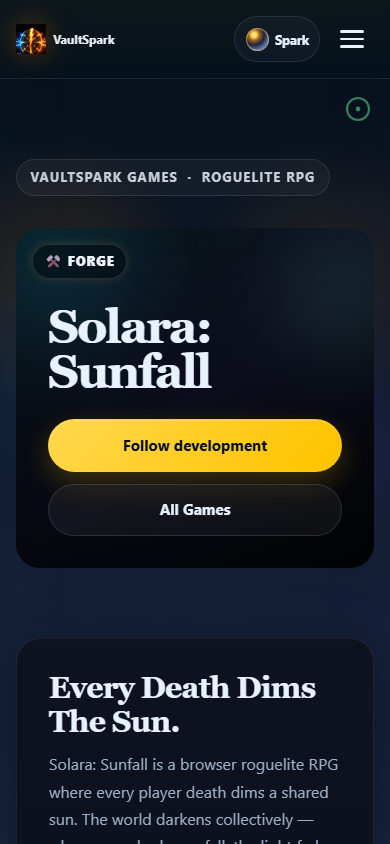 VaultSpark
Spark
VAULTSPARK GAMES · ROGUELITE RPG
FORGE
Solara:
Sunfall
Follow development
All Games
Every Death Dims
The Sun.
Solara: Sunfall is a browser roguelite RPG
where every player death dims a shared
sun. The world darkens collectively —